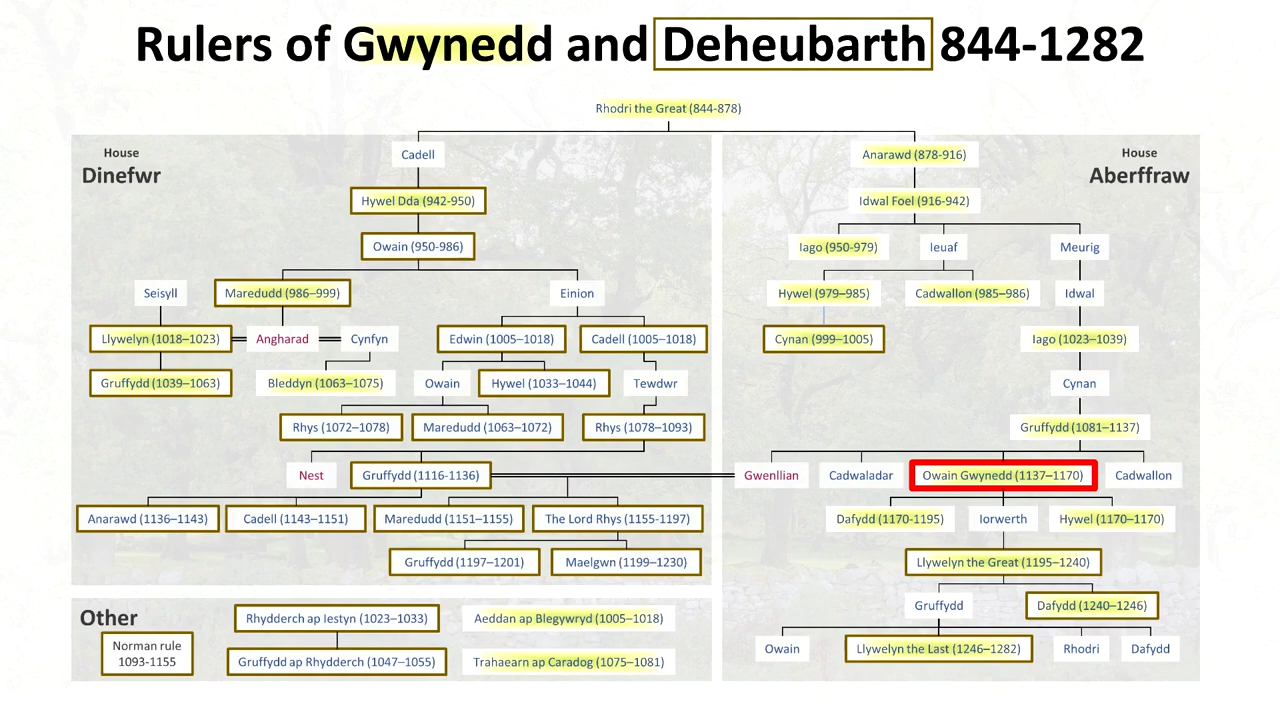 Rulers of Gwynedd and Deheubarth 844-1282
Rhodri the Great (844-878)
House
Dinefwr
Cadell
Anarawd (878-916)
House
Aberffraw
Hywel Dda (942-950)
Idwal Foel (916-942)
Owain (950-986)
Iago (950-979)
Ieuaf
Meurig
Seisyll
Maredudd (986–999)
Einion
Hywel (979–985)
Cadwallon (985–986)
Idwal
Llywelyn (1018–1023)
Angharad
Cynfyn
Edwin (1005–1018)
Cadell (1005–1018)
Cynan (999–1005)
Iago (1023–1039)
Gruffydd (1039–1063)
Bleddyn (1063–1075)
Owain
Hywel (1033–1044)
Tewdwr
Cynan
Rhys (1072–1078)
Maredudd (1063–1072)
Rhys (1078–1093)
Gruffydd (1081–1137)
Nest
Gruffydd (1116-1136)
Gwenllian
Cadwaladar
Owain Gwynedd (1137–1170)
Cadwallon
Anarawd (1136–1143)
Cadell (1143–1151)
Maredudd (1151–1155)
The Lord Rhys (1155-1197)
Dafydd (1170-1195)
Iorwerth
Hywel (1170–1170)
Gruffydd (1197–1201)
Maelgwn (1199–1230)
Llywelyn the Great (1195–1240)
Gruffydd
Dafydd (1240–1246)
Owain
Llywelyn the Last (1246–1282)
Rhodri
Dafydd
Other
Norman rule
1093-1155
Rhydderch ap Iestyn (1023–1033)
Aeddan ap Blegywryd (1005–1018)
Gruffydd ap Rhydderch (1047–1055)
Trahaearn ap Caradog (1075–1081)